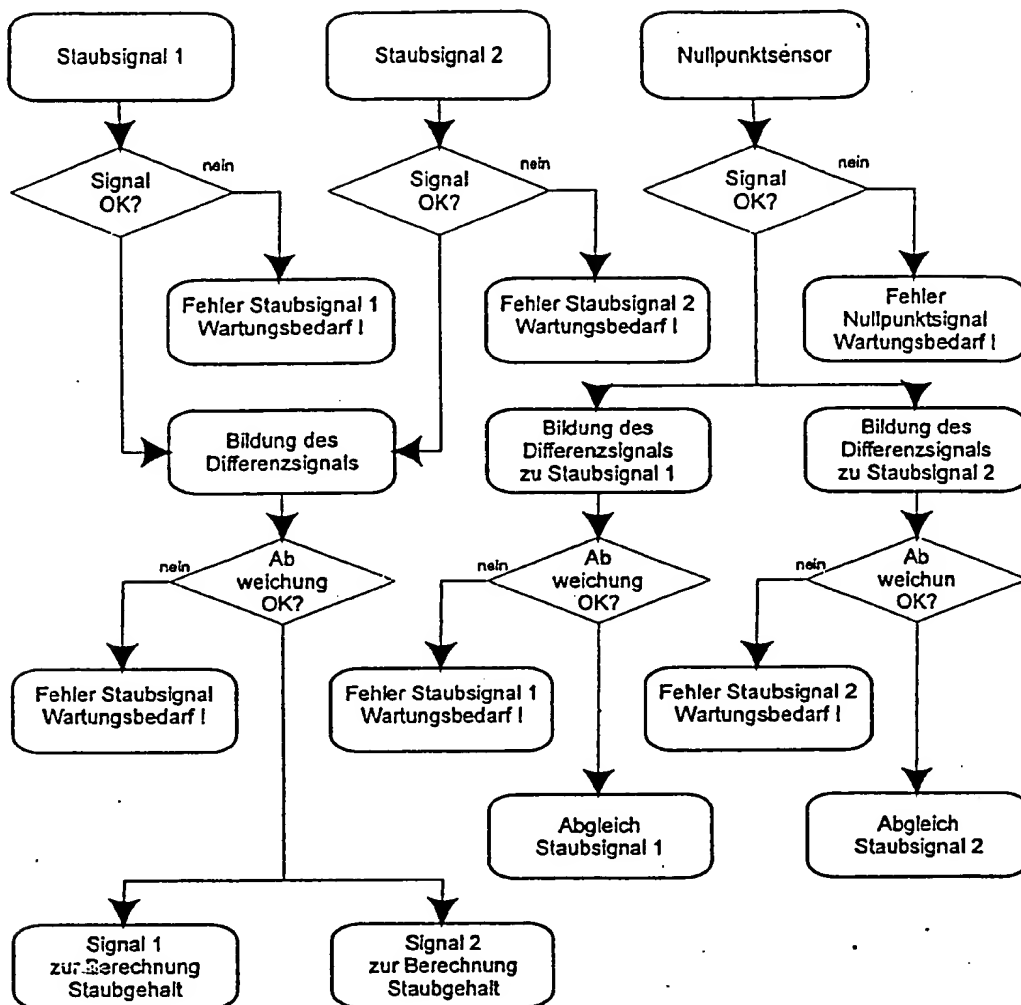 Staubsignal 1
Staubsignal 2
Nullpunktsensor
Signal
OK?
nein
Signal
OK?
nein
Signal
OK?
nein
Fehler Staubsignal 1
Wartungsbedarf !
Fehler Staubsignal 2
Wartungsbedarf !
Fehler
Nullpunktsignal
Wartungsbedarf !
Bildung des
Differenzsignals
Bildung des
Differenzsignals
zu Staubsignal 1
Bildung des
Differenzsignals
zu Staubsignal 2
nein
Ab
weichung
OK?
nein
Ab
weichung
OK?
nein
Ab
weichun
OK?
Fehler Staubsignal
Wartungsbedarf !
Fehler Staubsignal 1
Wartungsbedarf !
Fehler Staubsignal 2
Wartungsbedarf !
Abgleich
Staubsignal 1
Abgleich
Staubsignal 2
Signal 1
zur Berechnung
Staubgehalt
Signal 2
zur Berechnung
Staubgehalt